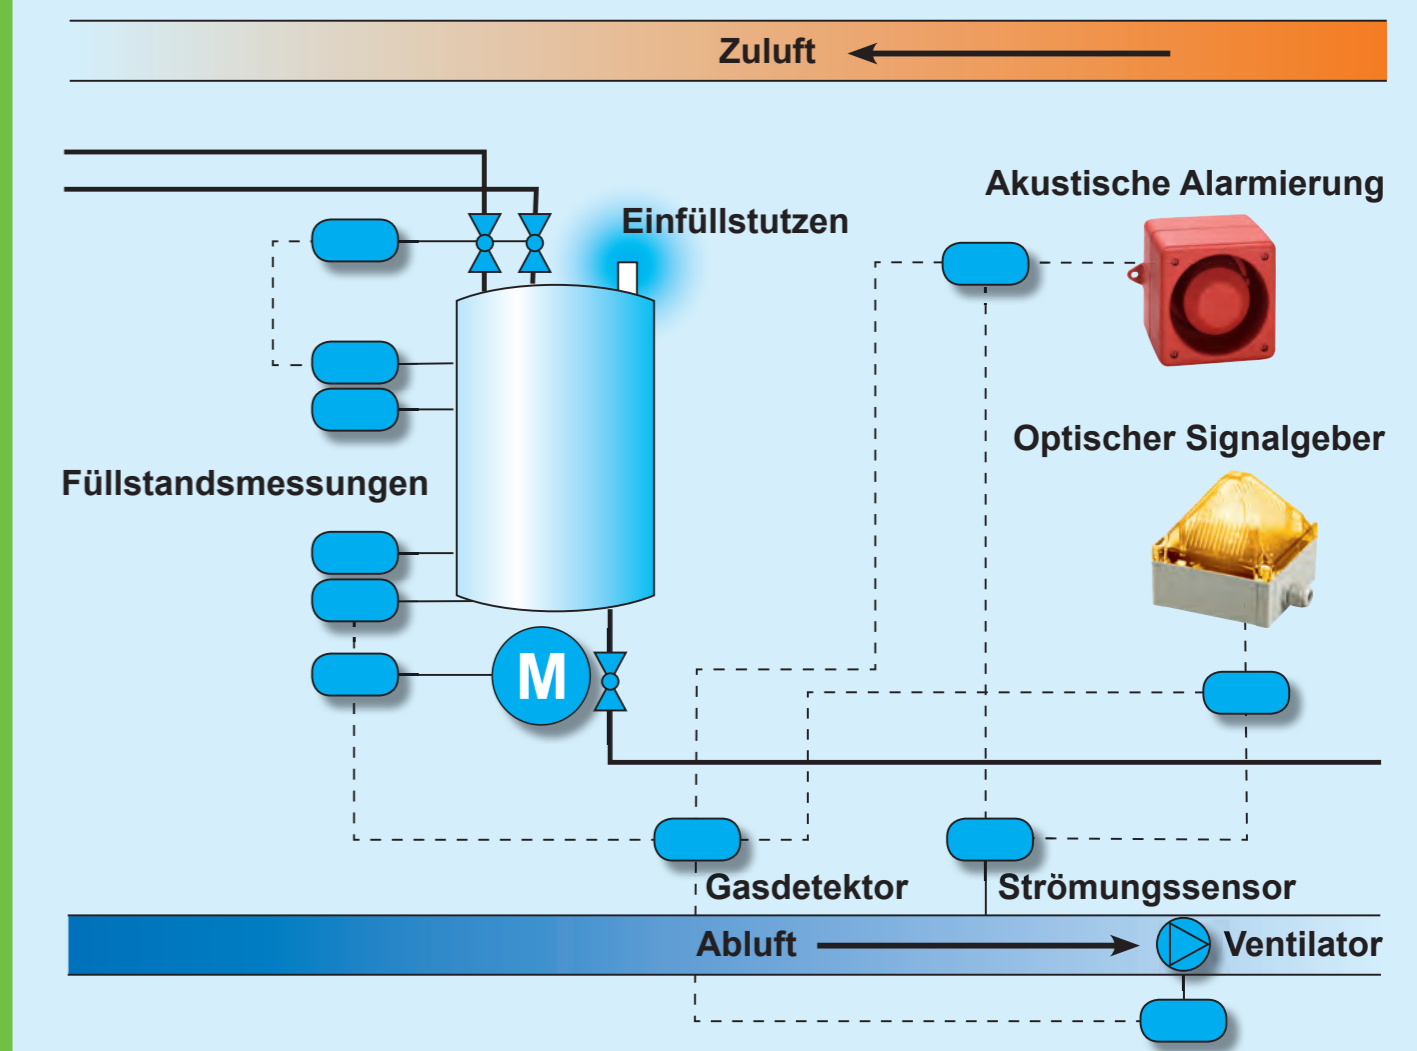 Zuluft
Akustische Alarmierung
Einfüllstutzen
Optischer Signalgeber
Füllstandsmessungen
M
Gasdetektor
Strömungssensor
Abluft
Ventilator